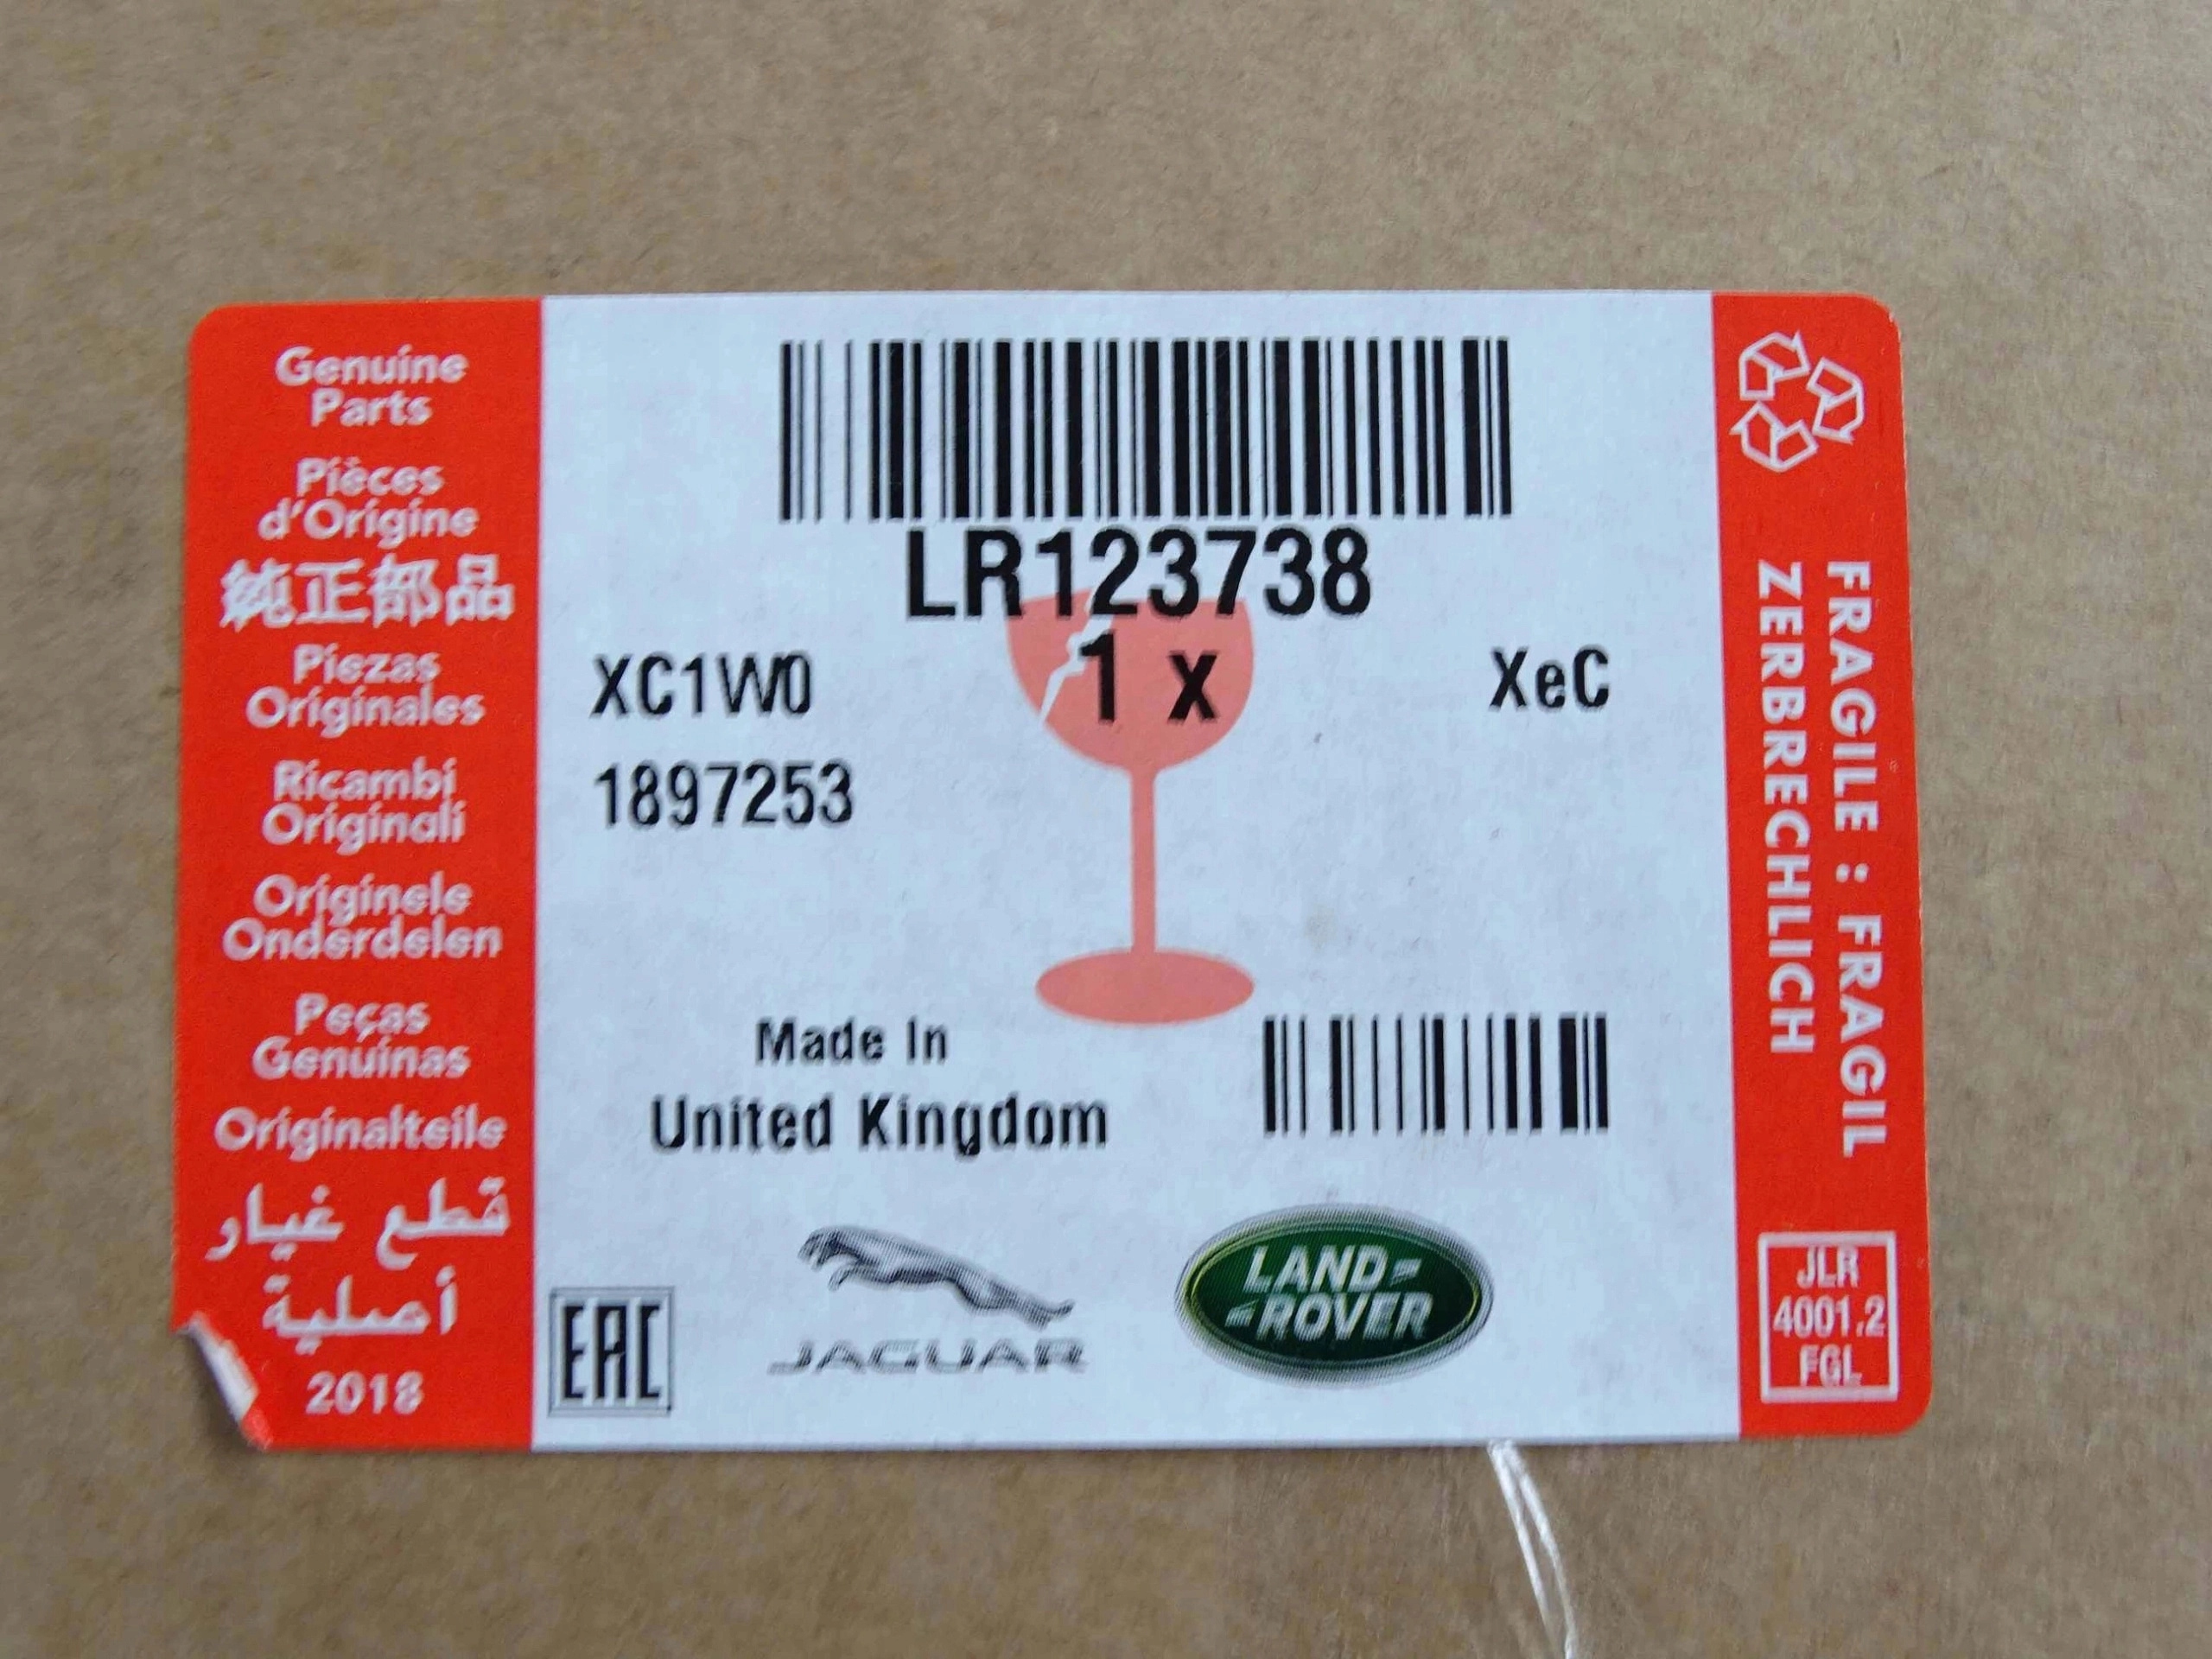 Genuine
Parts
Pièces
d'Origine
純正部品
Piezas
Originales
Ricambi
Originali
Originele
Onderdelen
Peças
Genuínas
Originalteile
قطع غيار
أصلية
2018
LR123738
XC1W0 1 x XeC
1897253
Made In
United Kingdom
EAC
JAGUAR
LAND-
-ROVER
FRAGILE : FRAGIL
ZERBRECHLICH
JLR
4001.2
FGL